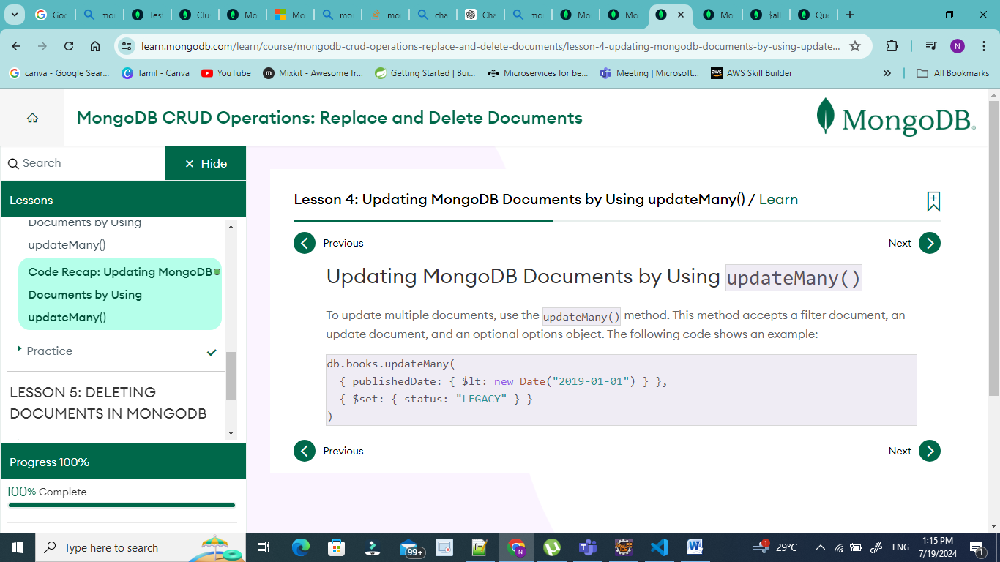 Goo
mon
Test
Clu
Mo
Mo
mo
mo
cha
Cha
mo
Mo
Mo
Mo
$all
Que
learn.mongodb.com/learn/course/mongodb-crud-operations-replace-and-delete-documents/lesson-4-updating-mongodb-documents-by-using-update...
N
canva - Google Sear...
Tamil - Canva
YouTube
Mixkit - Awesome fr...
Getting Started | Bui...
Microservices for be...
Meeting | Microsoft...
AWS Skill Builder
»
All Bookmarks
MongoDB CRUD Operations: Replace and Delete Documents
MongoDB®
Search
× Hide
Lessons
Documents by Using
updateMany()
Code Recap: Updating MongoDB
Documents by Using
updateMany()
Practice
LESSON 5: DELETING
DOCUMENTS IN MONGODB
Progress 100%
100% Complete
Lesson 4: Updating MongoDB Documents by Using updateMany() / Learn
Previous
Next
Updating MongoDB Documents by Using updateMany()
To update multiple documents, use the updateMany() method. This method accepts a filter document, an
update document, and an optional options object. The following code shows an example:
db.books.updateMany(
{ publishedDate: { $lt: new Date("2019-01-01") } },
{ $set: { status: "LEGACY" } }
)
Previous
Next
Type here to search
99+
N
1
29°C
ENG
1:15 PM
7/19/2024
1